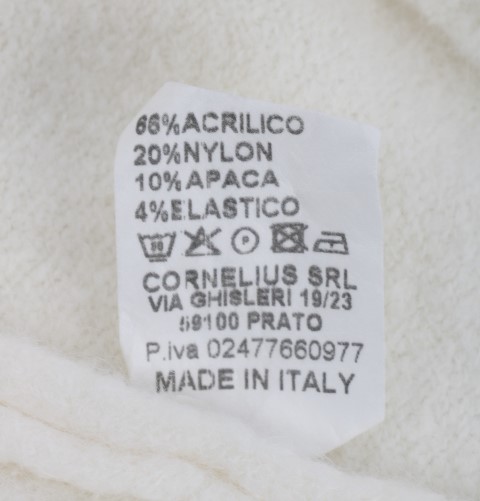 66%ACRILICO
20%NYLON
10%APACA
4%ELASTICO
CORNELIUS SRL
VIA GHISLERI 19/23
59100 PRATO
P.iva 02477660977
MADE IN ITALY